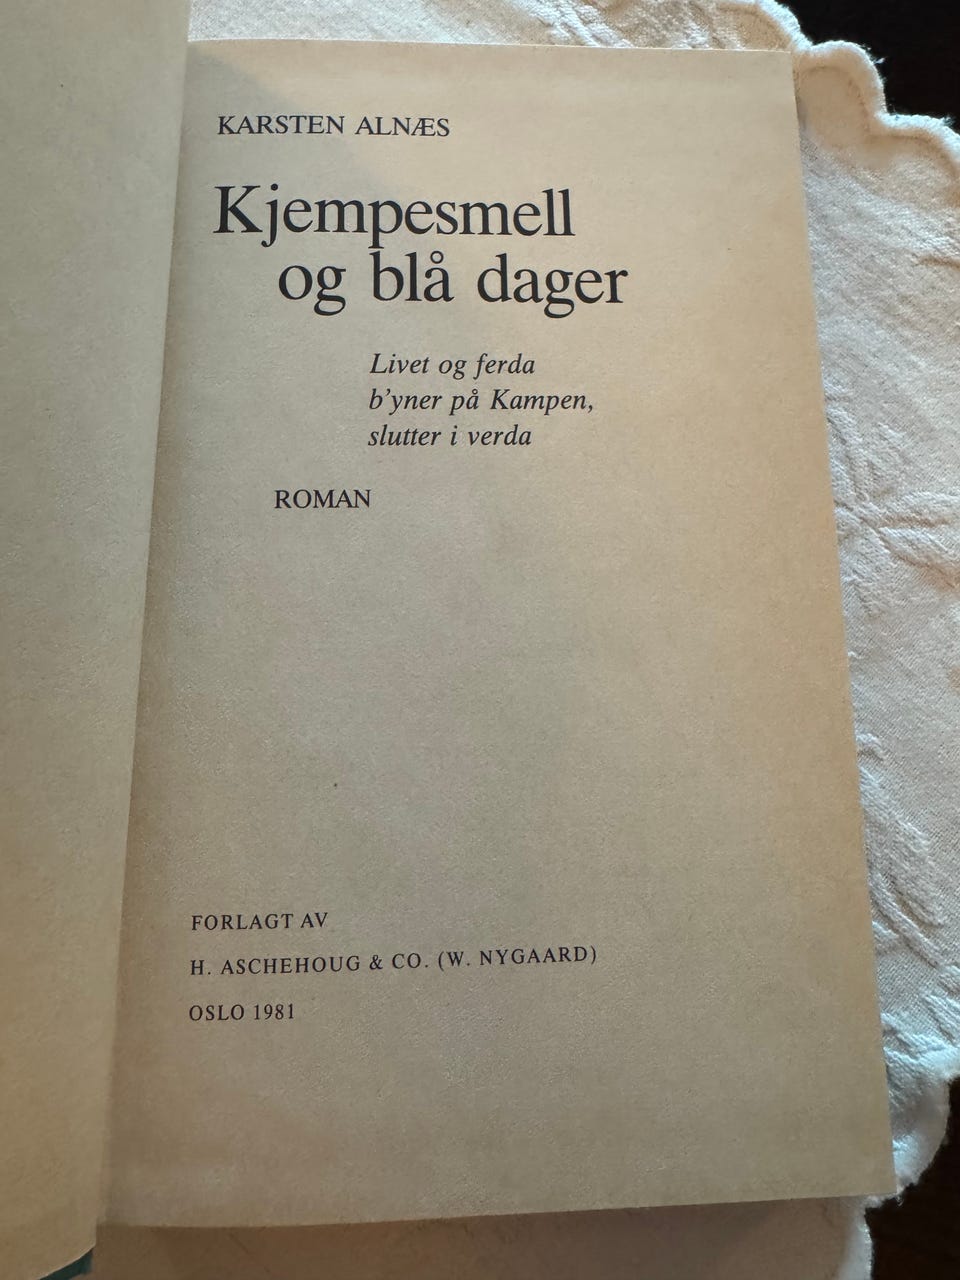 KARSTEN ALNÆS
Kjempesmell
og blå dager
Livet og ferda
b'yner på Kampen,
slutter i verda
ROMAN
FORLAGT AV
H. ASCHEHOUG & CO. (W. NYGAARD)
OSLO 1981